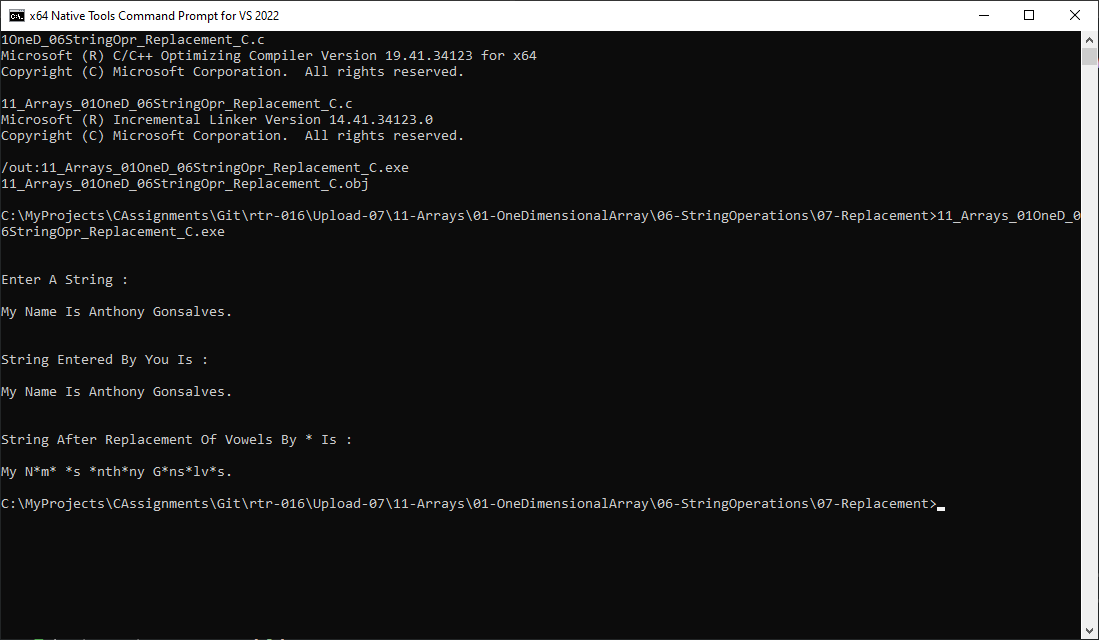 x64 Native Tools Command Prompt for VS 2022
1OneD_06StringOpr_Replacement_C.c
Microsoft (R) C/C++ Optimizing Compiler Version 19.41.34123 for x64
Copyright (C) Microsoft Corporation.  All rights reserved.
11_Arrays_01OneD_06StringOpr_Replacement_C.c
Microsoft (R) Incremental Linker Version 14.41.34123.0
Copyright (C) Microsoft Corporation.  All rights reserved.
/out:11_Arrays_01OneD_06StringOpr_Replacement_C.exe
11_Arrays_01OneD_06StringOpr_Replacement_C.obj
C:\MyProjects\CAssignments\Git\rtr-016\Upload-07\11-Arrays\01-OneDimensionalArray\06-StringOperations\07-Replacement>11_Arrays_01OneD_0
6StringOpr_Replacement_C.exe
Enter A String :
My Name Is Anthony Gonsalves.
String Entered By You Is :
My Name Is Anthony Gonsalves.
String After Replacement Of Vowels By * Is :
My N*m* *s *nth*ny G*ns*lv*s.
C:\MyProjects\CAssignments\Git\rtr-016\Upload-07\11-Arrays\01-OneDimensionalArray\06-StringOperations\07-Replacement>